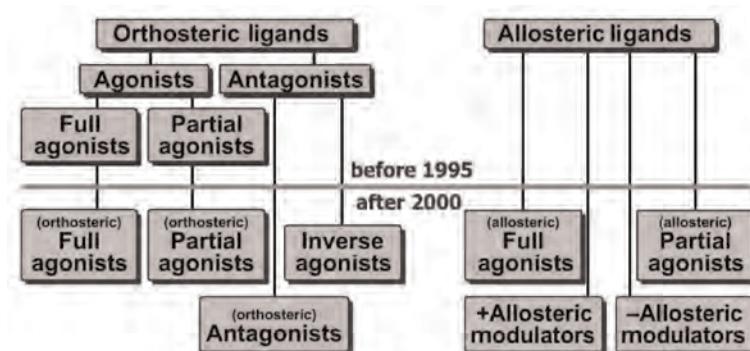 Orthosteric ligands
Allosteric ligands
Agonists
Antagonists
Full
agonists
Partial
agonists
before 1995
after 2000
(orthosteric)
Full
agonists
(orthosteric)
Partial
agonists
Inverse
agonists
(allosteric)
Full
agonists
(allosteric)
Partial
agonists
(orthosteric)
Antagonists
+Allosteric
modulators
–Allosteric
modulators